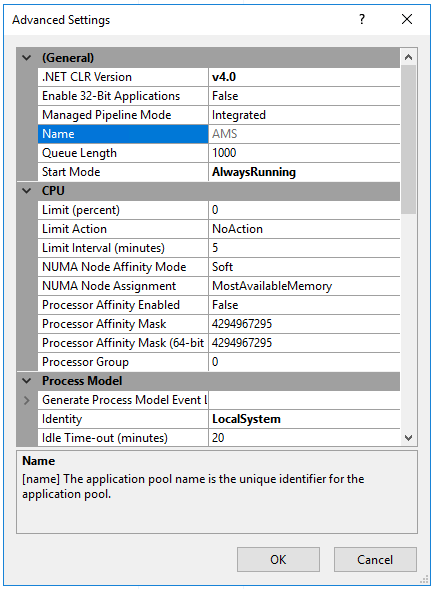 Advanced Settings
(General)
.NET CLR Version v4.0
Enable 32-Bit Applications False
Managed Pipeline Mode Integrated
Name AMS
Queue Length 1000
Start Mode AlwaysRunning
CPU
Limit (percent) 0
Limit Action NoAction
Limit Interval (minutes) 5
NUMA Node Affinity Mode Soft
NUMA Node Assignment MostAvailableMemory
Processor Affinity Enabled False
Processor Affinity Mask 4294967295
Processor Affinity Mask (64-bit 4294967295
Processor Group 0
Process Model
Generate Process Model Event L
Identity LocalSystem
Idle Time-out (minutes) 20
Name
[name] The application pool name is the unique identifier for the
application pool.
OK Cancel